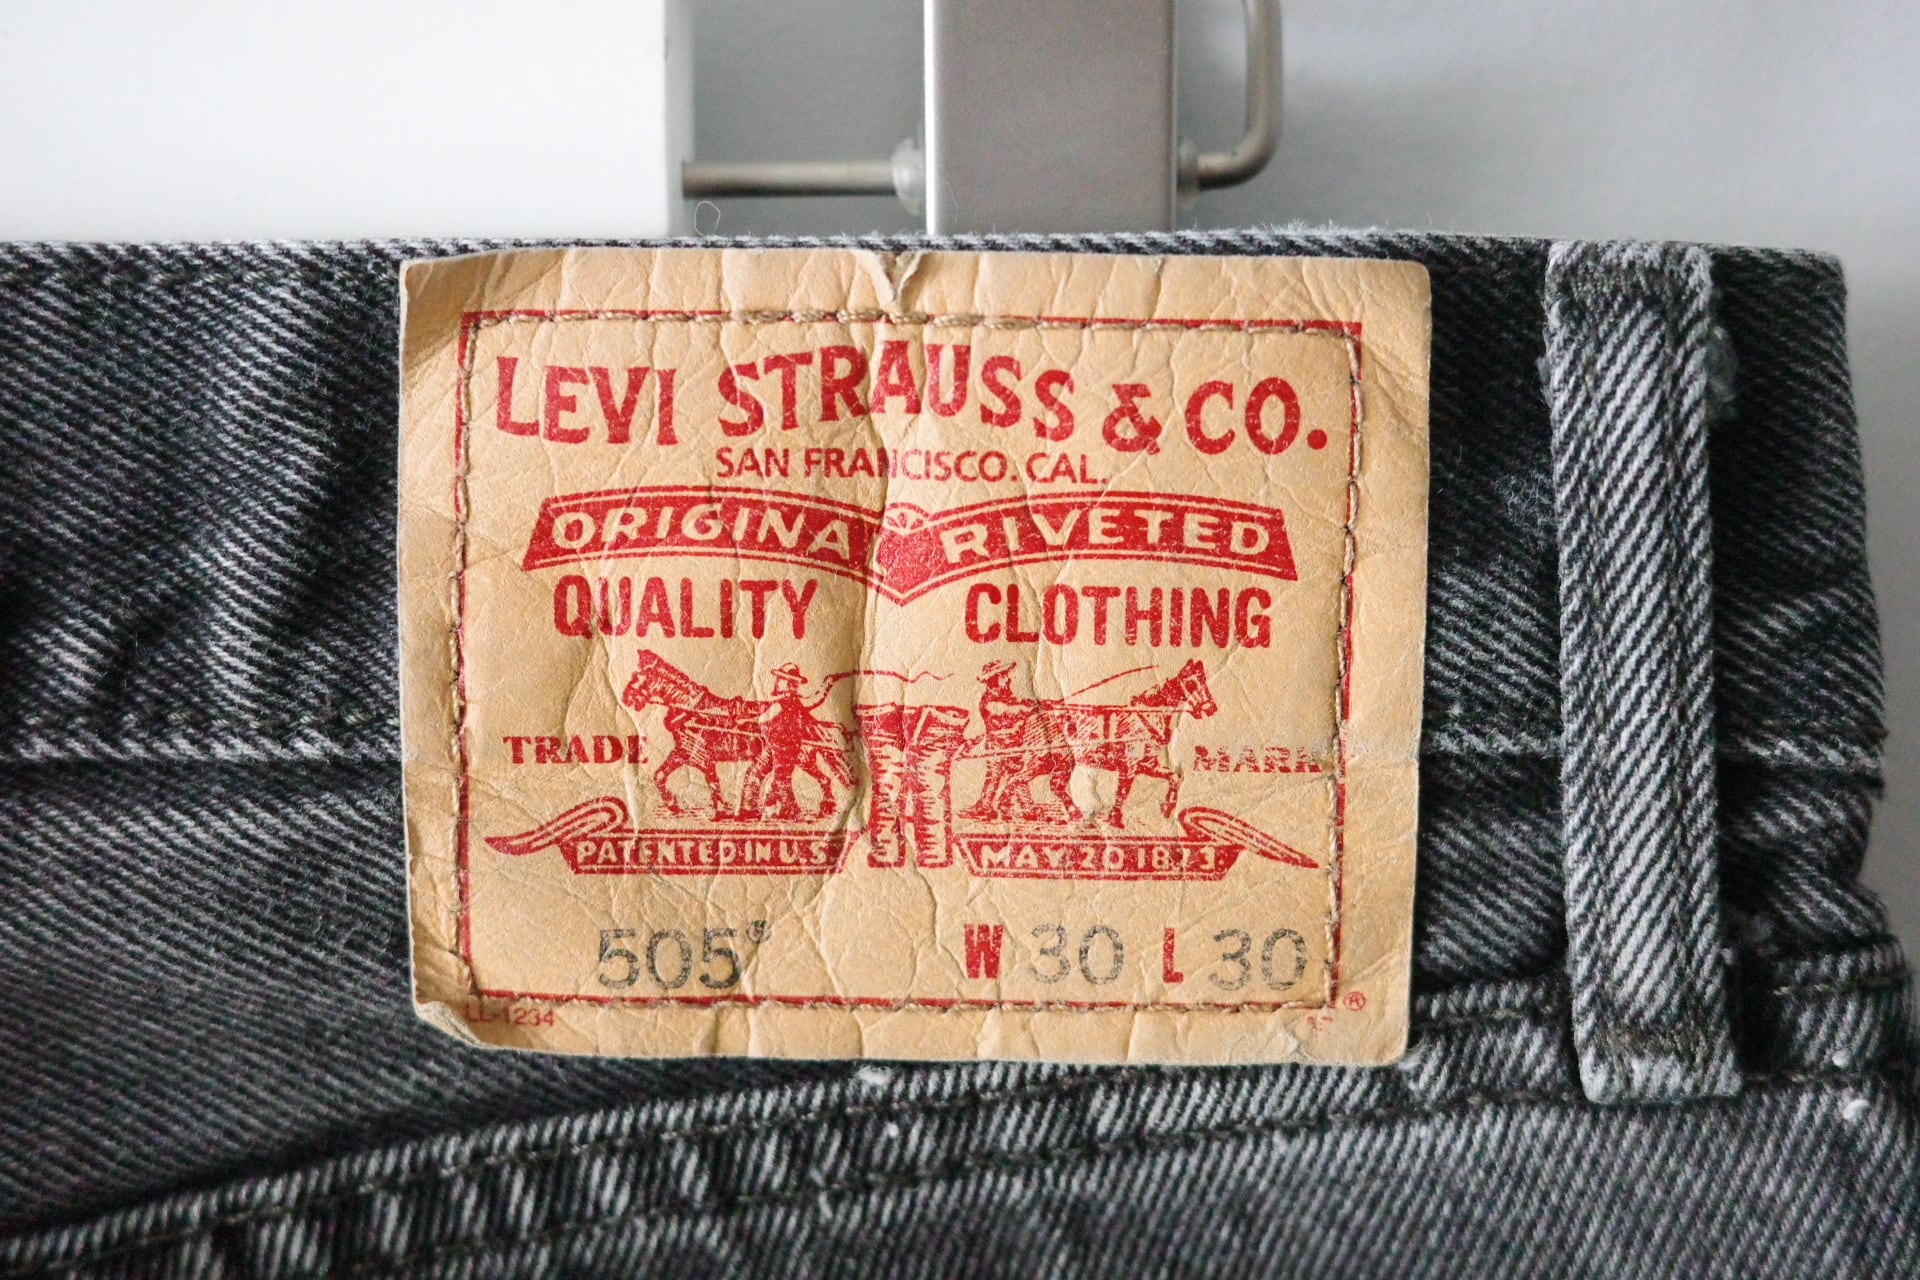 LEVI STRAUSS & CO.
SAN FRANCISCO. CAL.
ORIGINA RIVETED
QUALITY CLOTHING
TRADE MARK
PATENTED IN U.S. MAY 20 1873.
505® W 30 L 30
LL-1234 ®